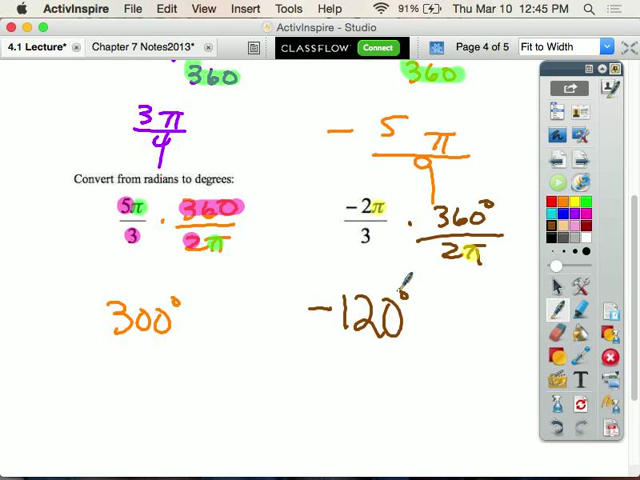 ActivInspire File Edit View Insert Tools Help 91% Thu Mar 10 12:45 PM
ActivInspire - Studio
4.1 Lecture* Chapter 7 Notes2013* CLASSFLOW Connect Page 4 of 5 Fit to Width
360 360
3π
4
- 5 π
9
Convert from radians to degrees:
5π/3 · 360/2π
-2π/3 · 360°/2π
300° -120°
T